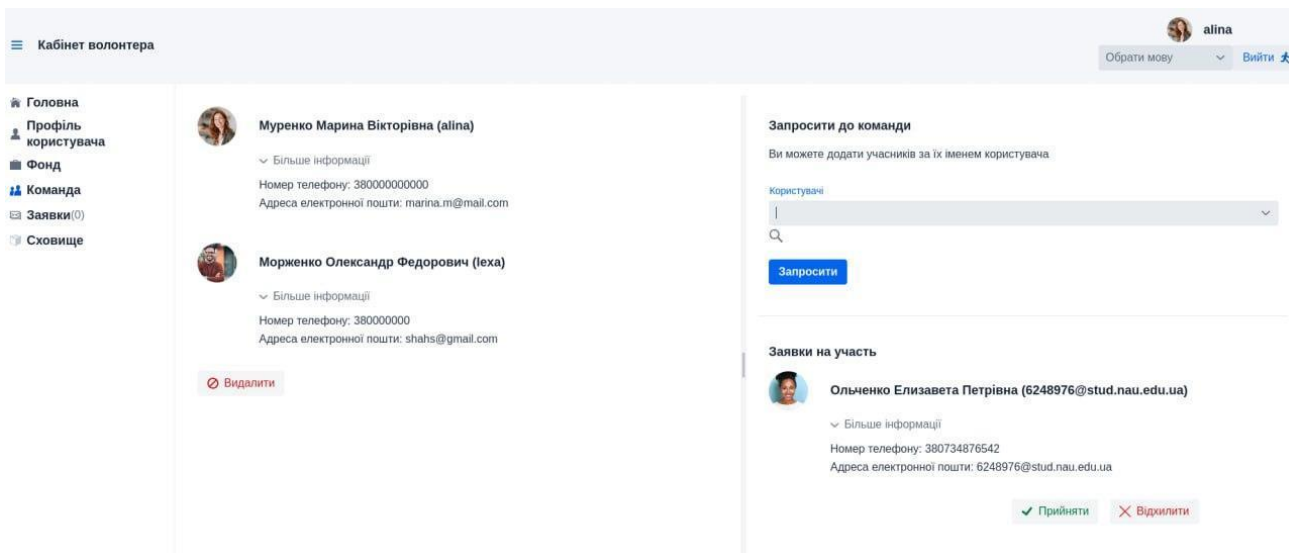 alina
Кабінет волонтера
Обрати мову
Вийти
Головна
Профіль
користувача
Фонд
Команда
Заявки(0)
Сховище
Муренко Марина Вікторівна (alina)
Більше інформації
Номер телефону: 380000000000
Адреса електронної пошти: marina.m@mail.com
Морженко Олександр Федорович (lexa)
Більше інформації
Номер телефону: 380000000
Адреса електронної пошти: shahs@gmail.com
Видалити
Запросити до команди
Ви можете додати учасників за їх іменем користувача
Користувачі
Запросити
Заявки на участь
Ольченко Елизавета Петрівна (6248976@stud.nau.edu.ua)
Більше інформації
Номер телефону: 380734876542
Адреса електронної пошти: 6248976@stud.nau.edu.ua
Прийняти
Відхилити